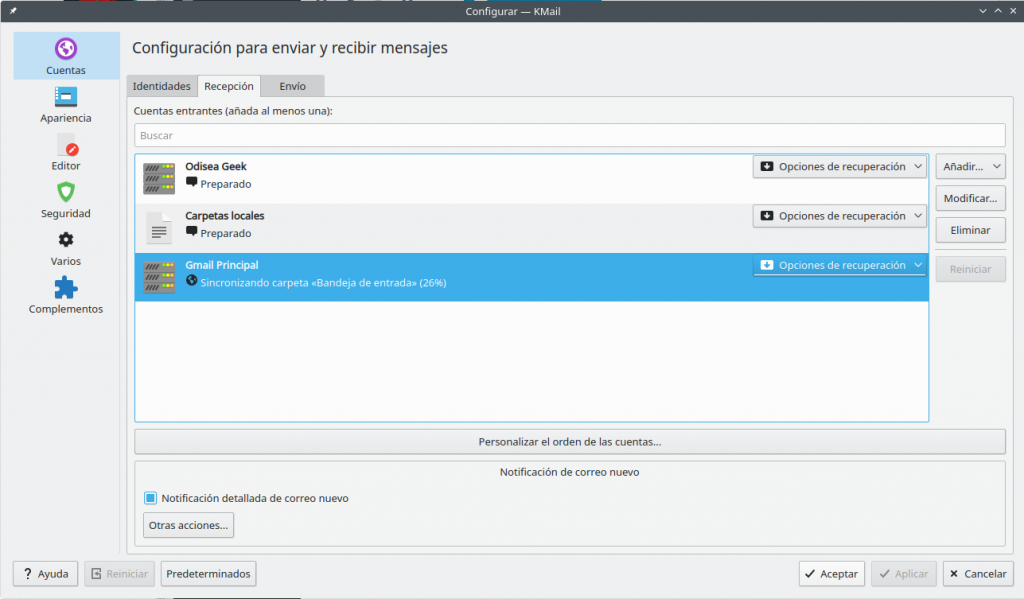 Configurar — KMail
Cuentas
Apariencia
Editor
Seguridad
Varios
Complementos
Configuración para enviar y recibir mensajes
Identidades
Recepción
Envío
Cuentas entrantes (añada al menos una):
Buscar
Odisea Geek
Preparado
Opciones de recuperación
Carpetas locales
Preparado
Opciones de recuperación
Gmail Principal
Sincronizando carpeta «Bandeja de entrada» (26%)
Opciones de recuperación
Añadir...
Modificar...
Eliminar
Reiniciar
Personalizar el orden de las cuentas...
Notificación de correo nuevo
Notificación detallada de correo nuevo
Otras acciones...
? Ayuda
Reiniciar
Predeterminados
Aceptar
Aplicar
Cancelar